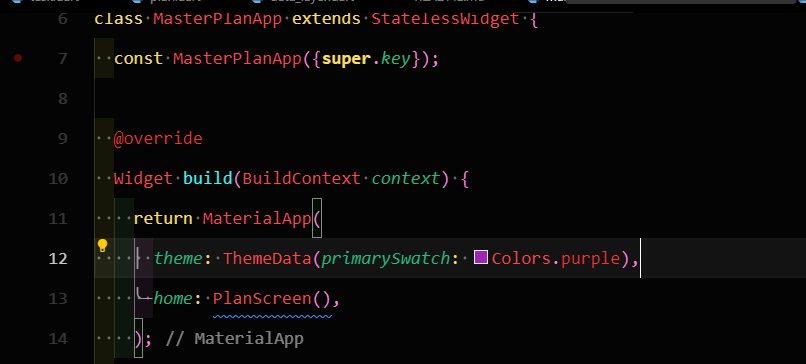 6 class MasterPlanApp extends StatelessWidget {
7 const MasterPlanApp({super.key});
8
9 @override
10 Widget build(BuildContext context) {
11 return MaterialApp(
12 theme: ThemeData(primarySwatch: Colors.purple),
13 home: PlanScreen(),
14 ); // MaterialApp